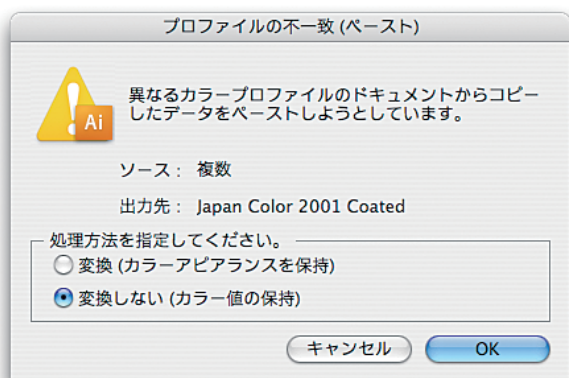 プロファイルの不一致 (ペースト)
異なるカラープロファイルのドキュメントからコピー
したデータをペーストしようとしています。
Ai
ソース： 複数
出力先： Japan Color 2001 Coated
処理方法を指定してください。
変換 (カラーアピアランスを保持)
変換しない (カラー値の保持)
キャンセル
OK